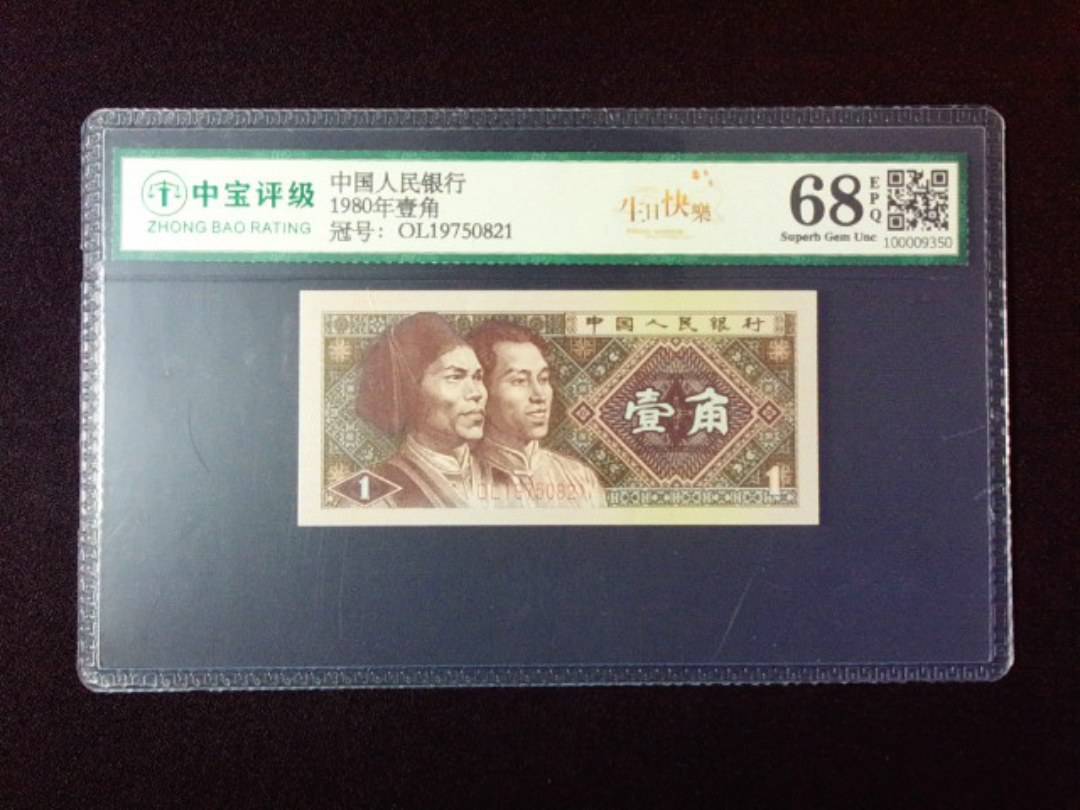 中宝评级
ZHONG BAO RATING
中国人民银行
1980年壹角
冠号：OL19750821
生日快樂
68
EPQ
Superb Gem Unc
100009350
中国人民银行
壹角
1
OL19750821
1